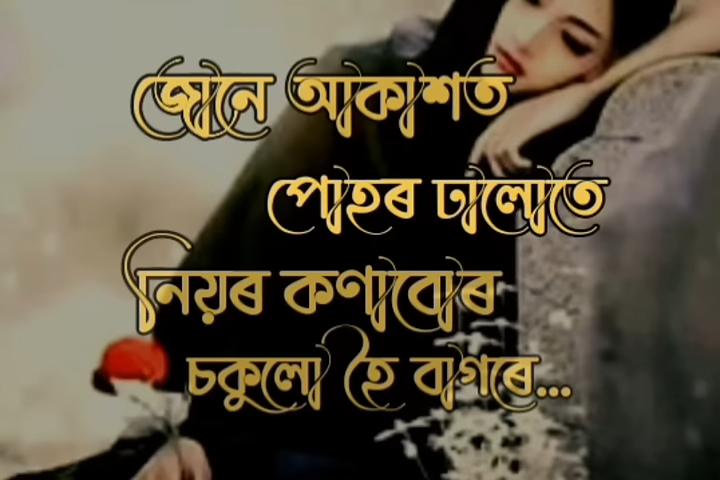 জোনে আকাশত
পোহৰ ঢালোতে
নিয়ৰ কণাবোৰ
চকুলো হৈ বাগৰে...